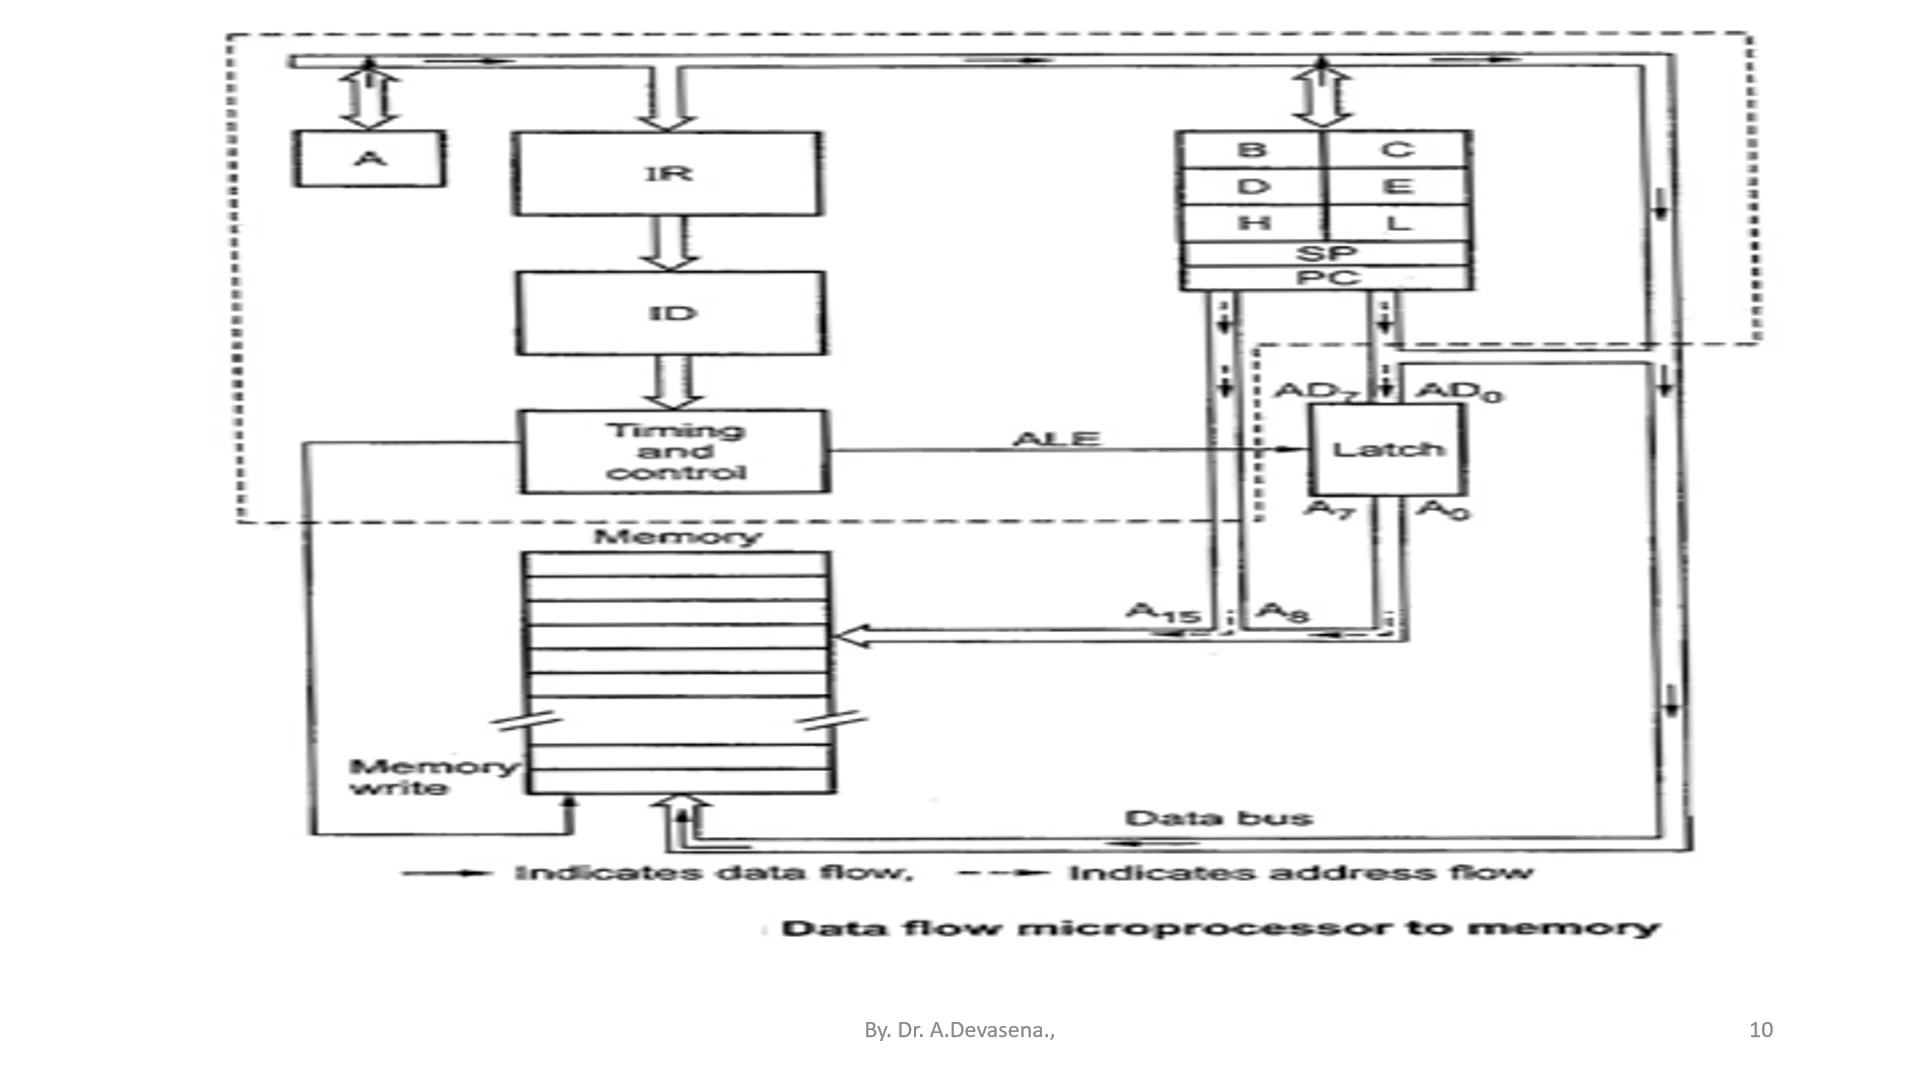 A
IR
B C
D E
H L
SP
PC
ID
AD7 AD0
Timing
and
control
ALE
Latch
A7 A0
Memory
A15 A8
Memory
write
Data bus
Indicates data flow, Indicates address flow
Data flow microprocessor to memory
By. Dr. A.Devasena.,
10